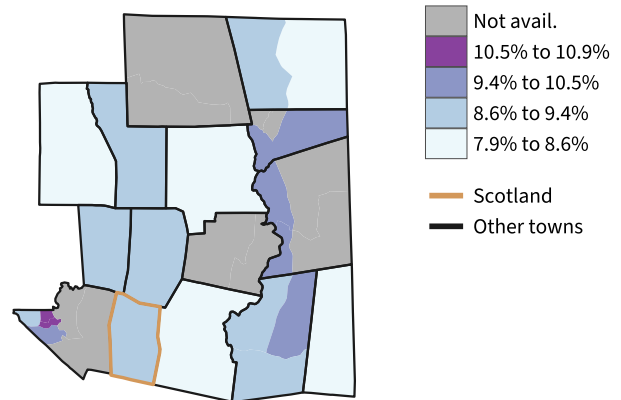 Not avail.
10.5% to 10.9%
9.4% to 10.5%
8.6% to 9.4%
7.9% to 8.6%
Scotland
Other towns